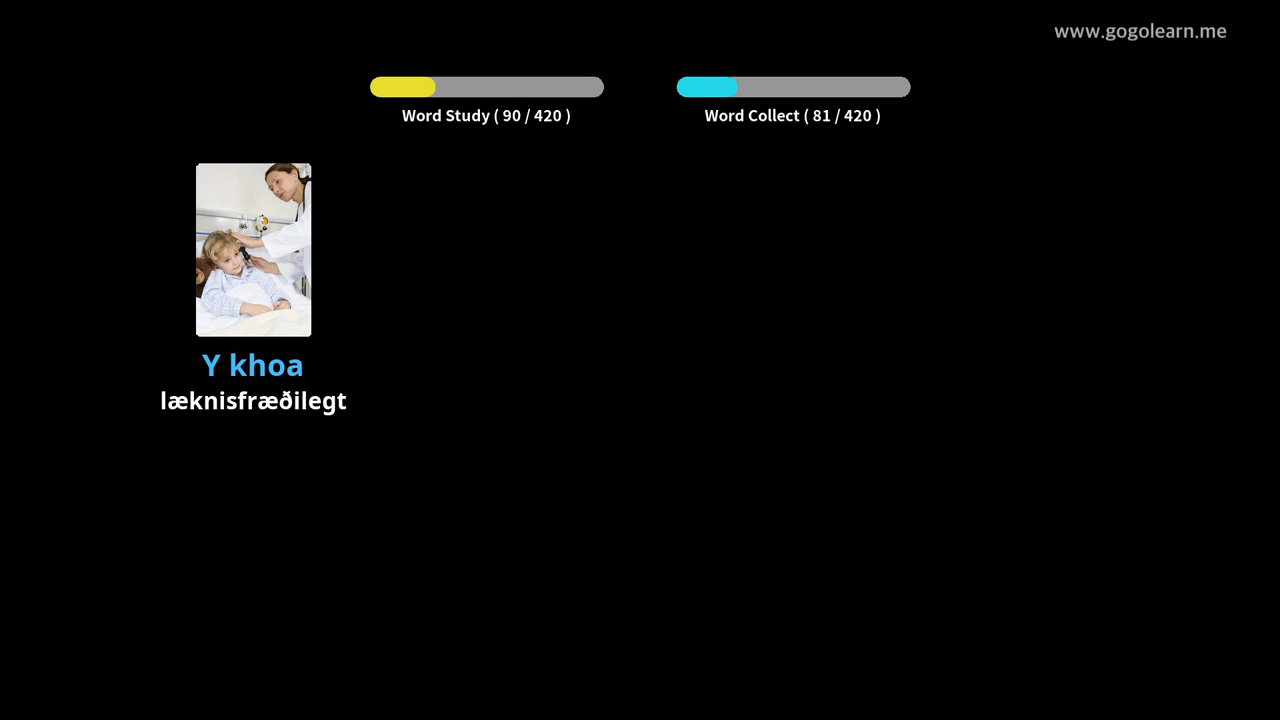 www.gogolearn.me
Word Study ( 90 / 420 )
Word Collect ( 81 / 420 )
Y khoa
læknisfræðilegt